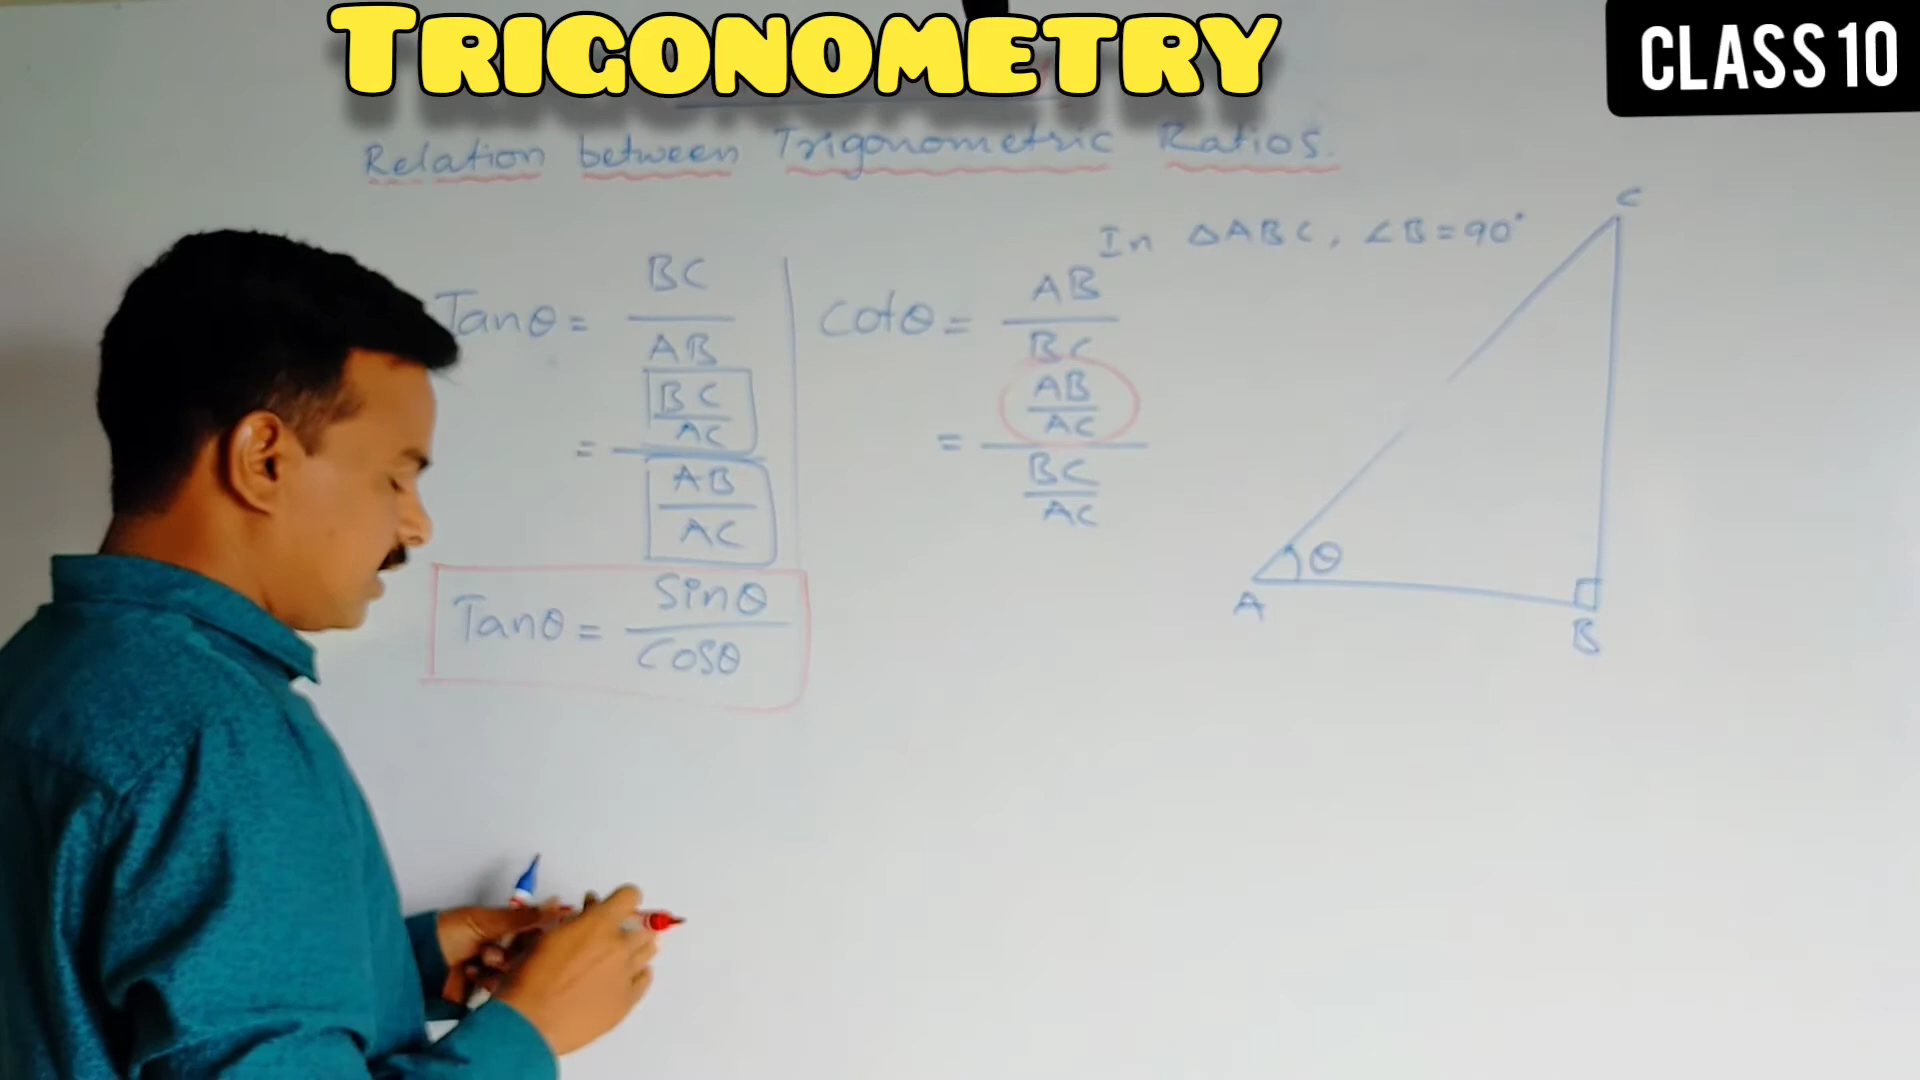 TRIGONOMETRY
CLASS 10
Relation between Trigonometric Ratios.
In △ABC, ∠B=90°
Tanθ = BC/AB
= (BC/AC)/(AB/AC)
Tanθ = Sinθ/Cosθ
Cotθ = AB/BC
= (AB/AC)/(BC/AC)
C
θ
A
B